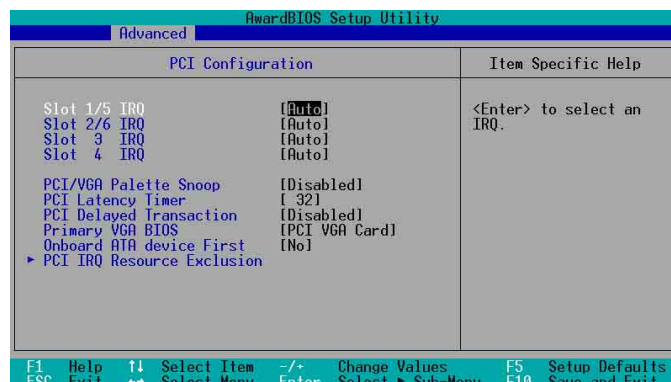 AwardBIOS Setup Utility
Advanced
PCI Configuration
Item Specific Help
Slot 1/5 IRQ [Auto]
Slot 2/6 IRQ [Auto]
Slot 3 IRQ [Auto]
Slot 4 IRQ [Auto]
PCI/VGA Palette Snoop [Disabled]
PCI Latency Timer [ 32]
PCI Delayed Transaction [Disabled]
Primary VGA BIOS [PCI VGA Card]
Onboard ATA device First [No]
▶ PCI IRQ Resource Exclusion
<Enter> to select an
IRQ.
F1 Help ↑↓ Select Item -/+ Change Values F5 Setup Defaults
ESC Exit ↔ Select Menu Enter Select ▶ Sub-Menu F10 Save and Exit